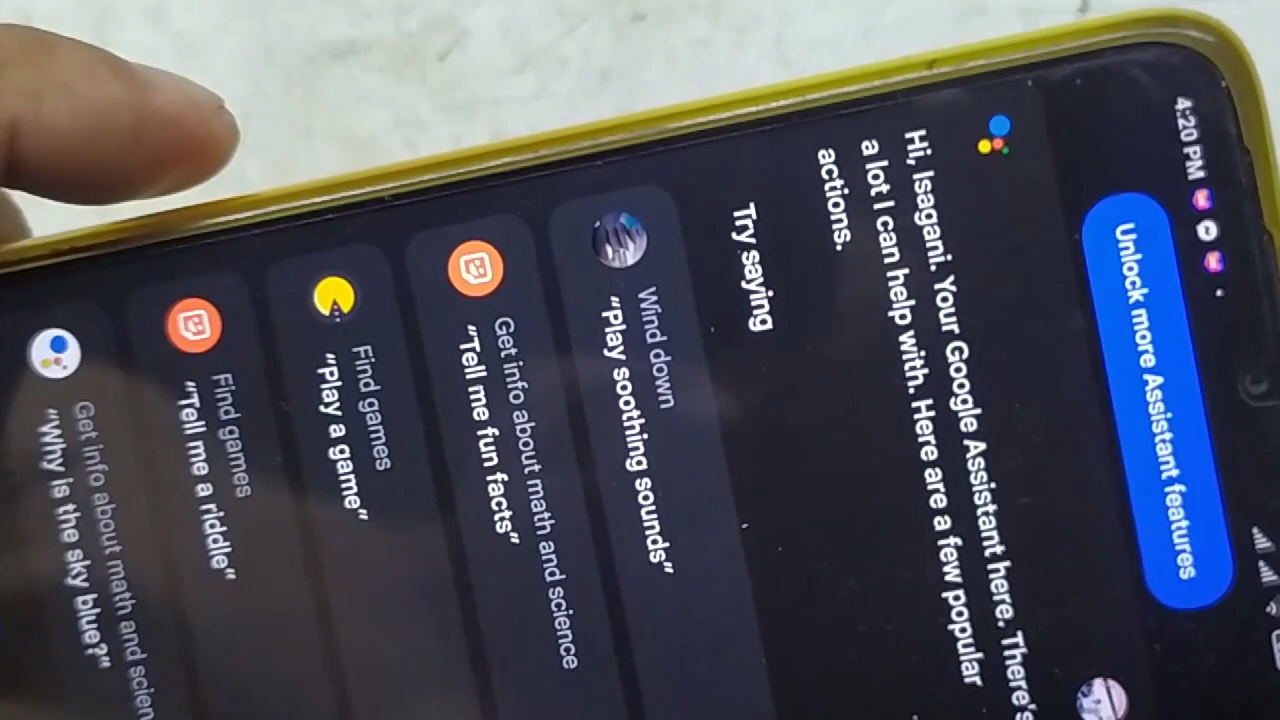 4:20 PM
Unlock more Assistant features
Hi, Isagani. Your Google Assistant here. There's
a lot I can help with. Here are a few popular
actions.
Try saying
Wind down
"Play soothing sounds"
Get info about math and science
"Tell me fun facts"
Find games
"Play a game"
Find games
"Tell me a riddle"
Get info about math and scien
"Why is the sky blue?"